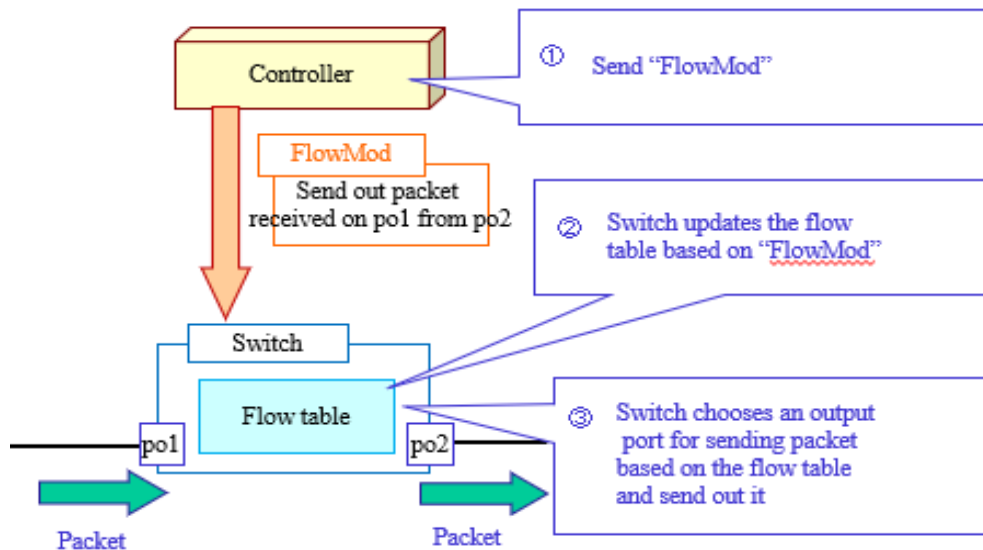 Controller
① Send “FlowMod”
FlowMod
Send out packet
received on po1 from po2
② Switch updates the flow
table based on “FlowMod”
Switch
Flow table
po1
po2
③ Switch chooses an output
port for sending packet
based on the flow table
and send out it
Packet
Packet